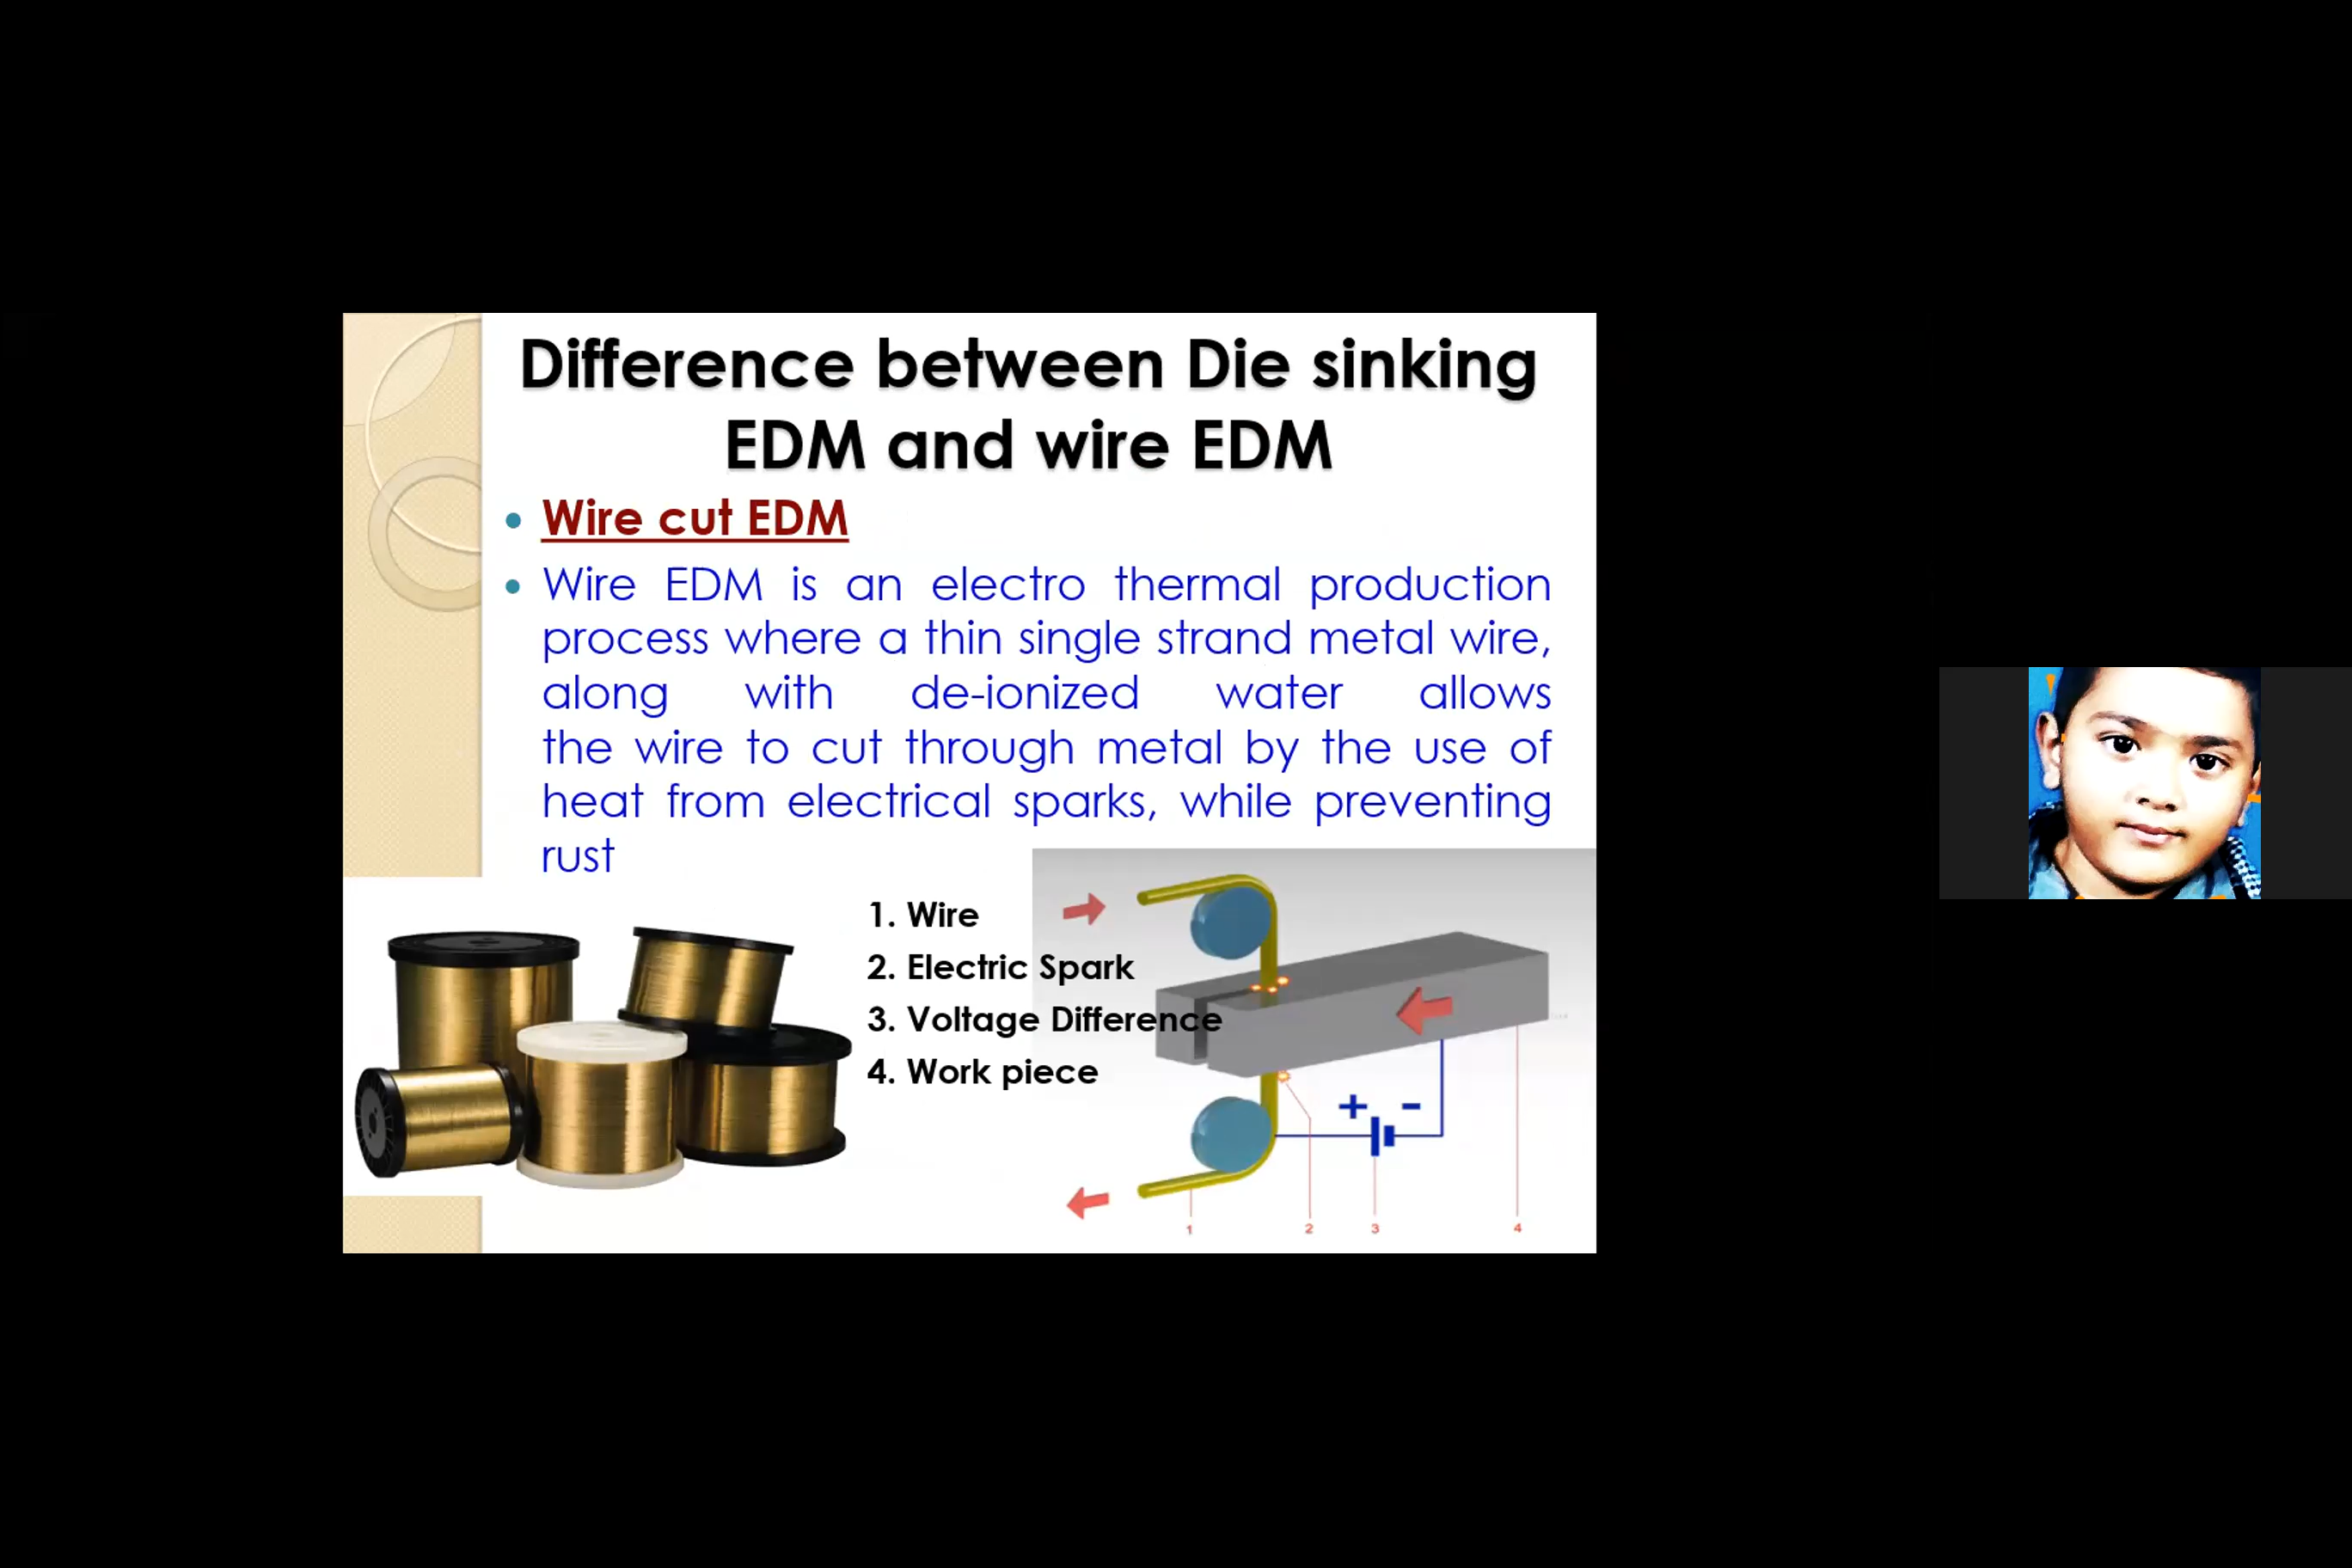 Difference between Die sinking
EDM and wire EDM
• Wire cut EDM
• Wire EDM is an electro thermal production
process where a thin single strand metal wire,
along with de-ionized water allows
the wire to cut through metal by the use of
heat from electrical sparks, while preventing
rust
1. Wire
2. Electric Spark
3. Voltage Difference
4. Work piece
+ -
1 2 3 4